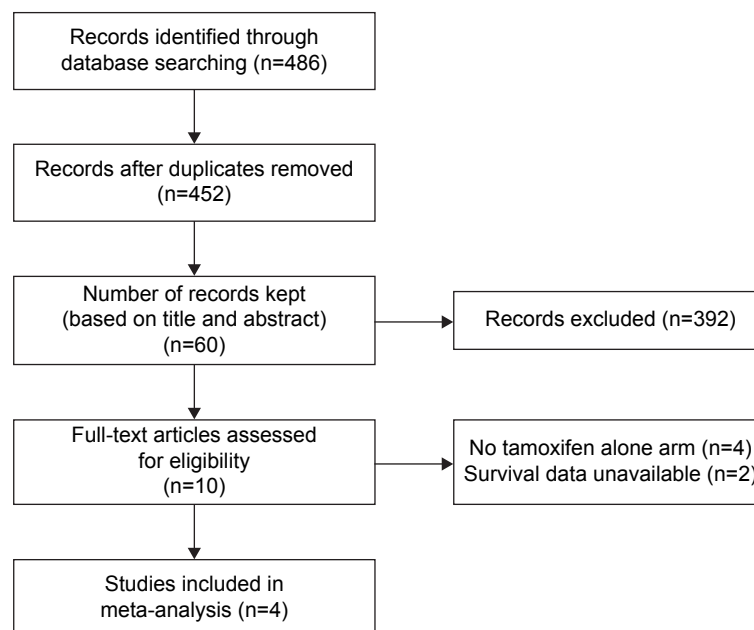 Records identified through
database searching (n=486)
Records after duplicates removed
(n=452)
Number of records kept
(based on title and abstract)
(n=60)
Records excluded (n=392)
Full-text articles assessed
for eligibility
(n=10)
No tamoxifen alone arm (n=4)
Survival data unavailable (n=2)
Studies included in
meta-analysis (n=4)